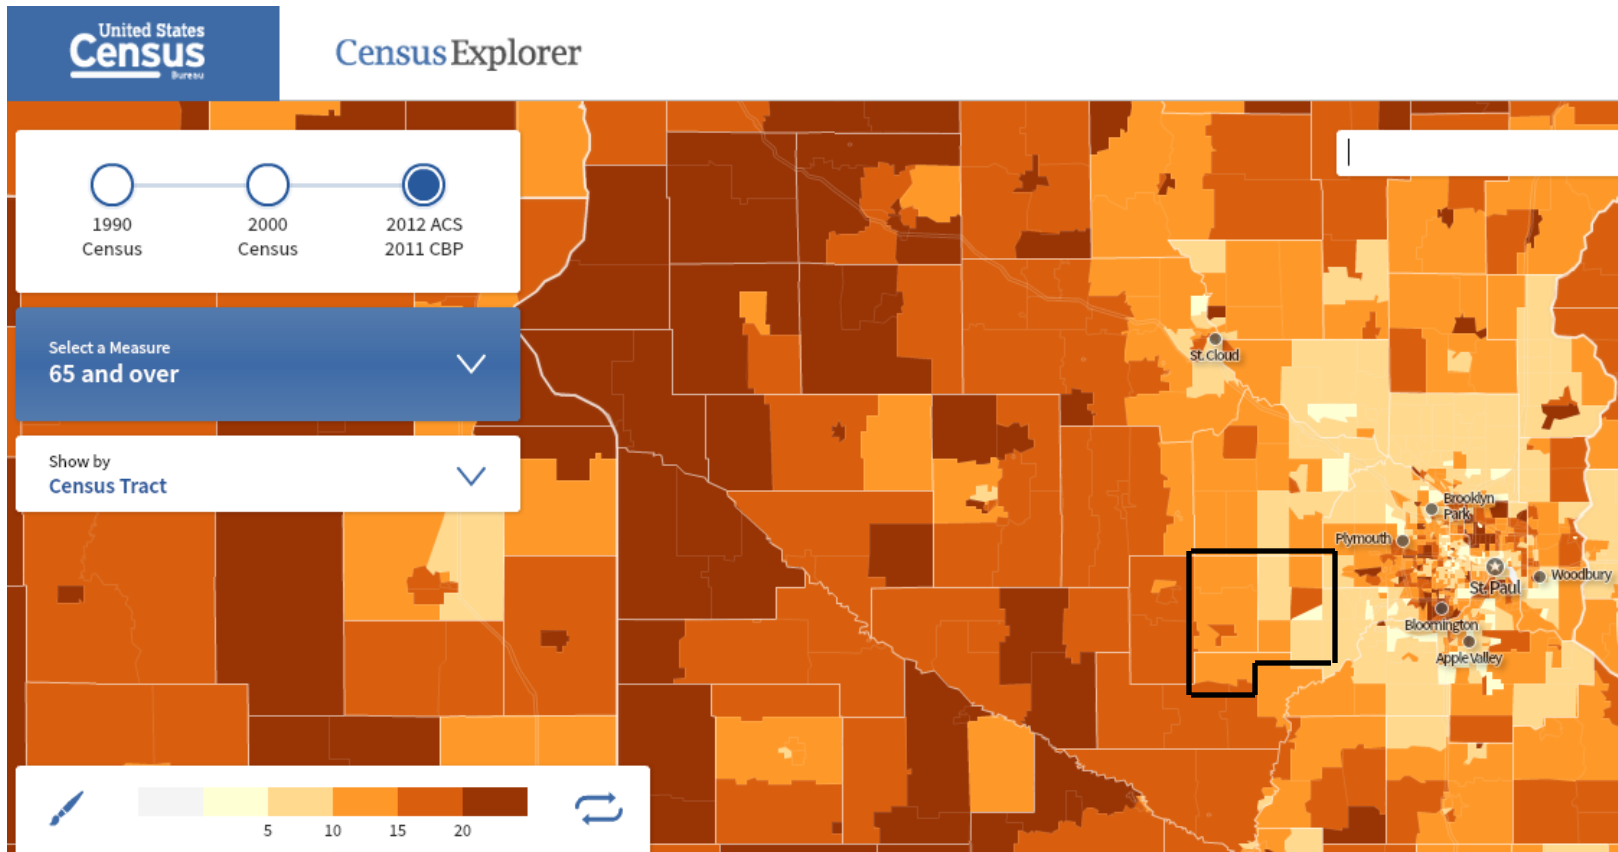 United States
Census
Bureau
Census Explorer
1990
Census
2000
Census
2012 ACS
2011 CBP
Select a Measure
65 and over
Show by
Census Tract
St. Cloud
Brooklyn
Park
Plymouth
St. Paul
Woodbury
Bloomington
Apple Valley
5 10 15 20